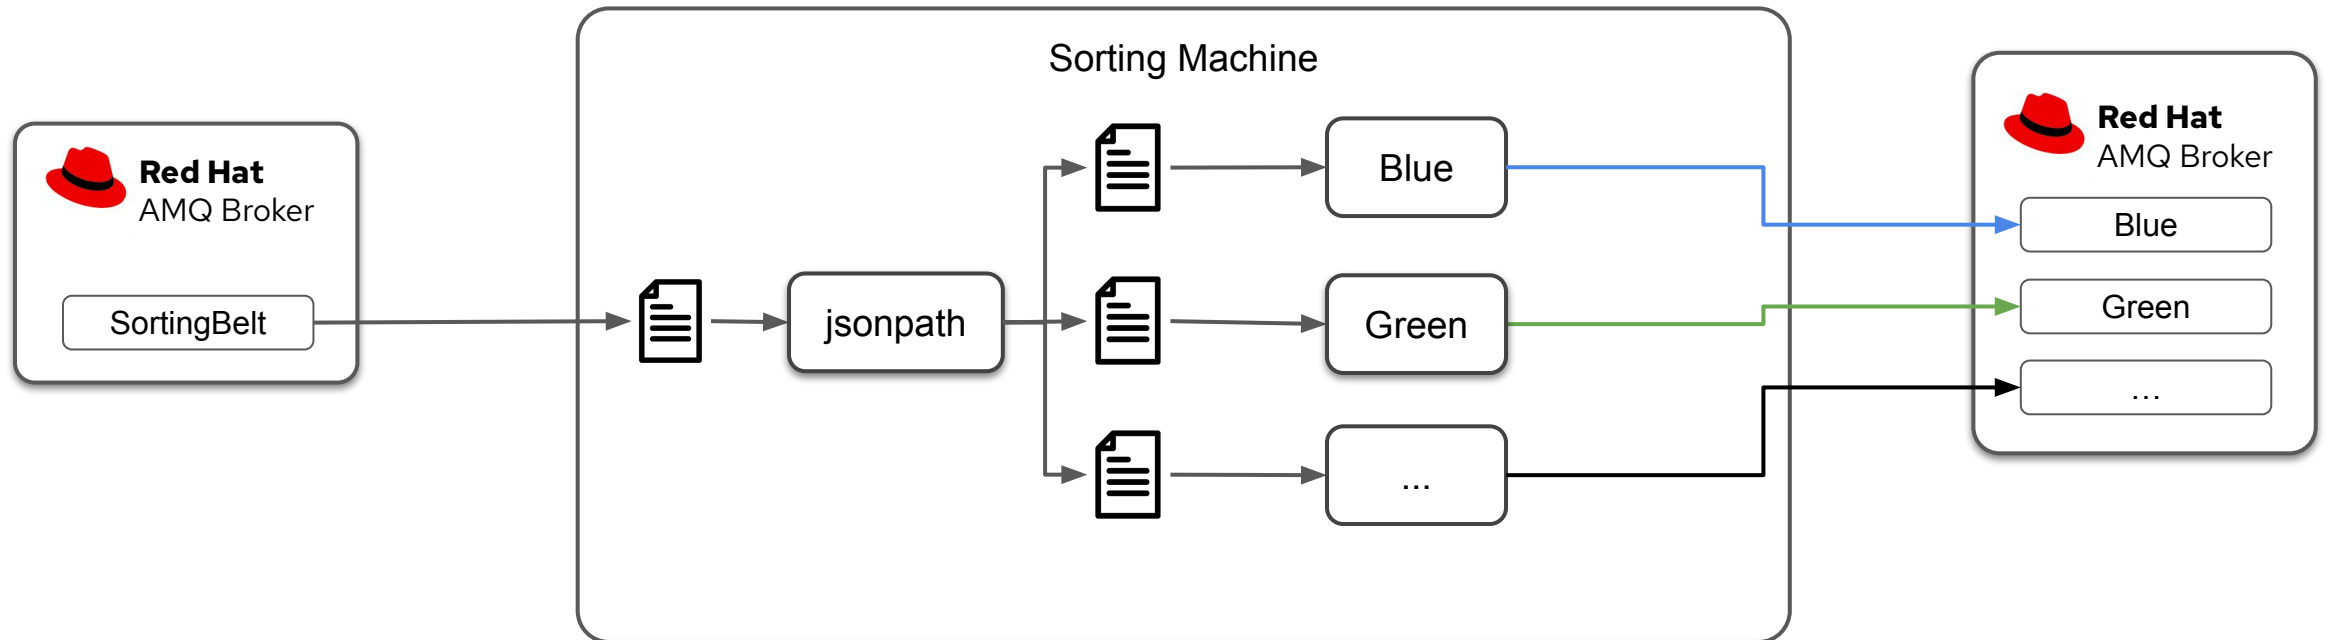 Sorting Machine
Red Hat
AMQ Broker
SortingBelt
jsonpath
Blue
Green
...
Red Hat
AMQ Broker
Blue
Green
...